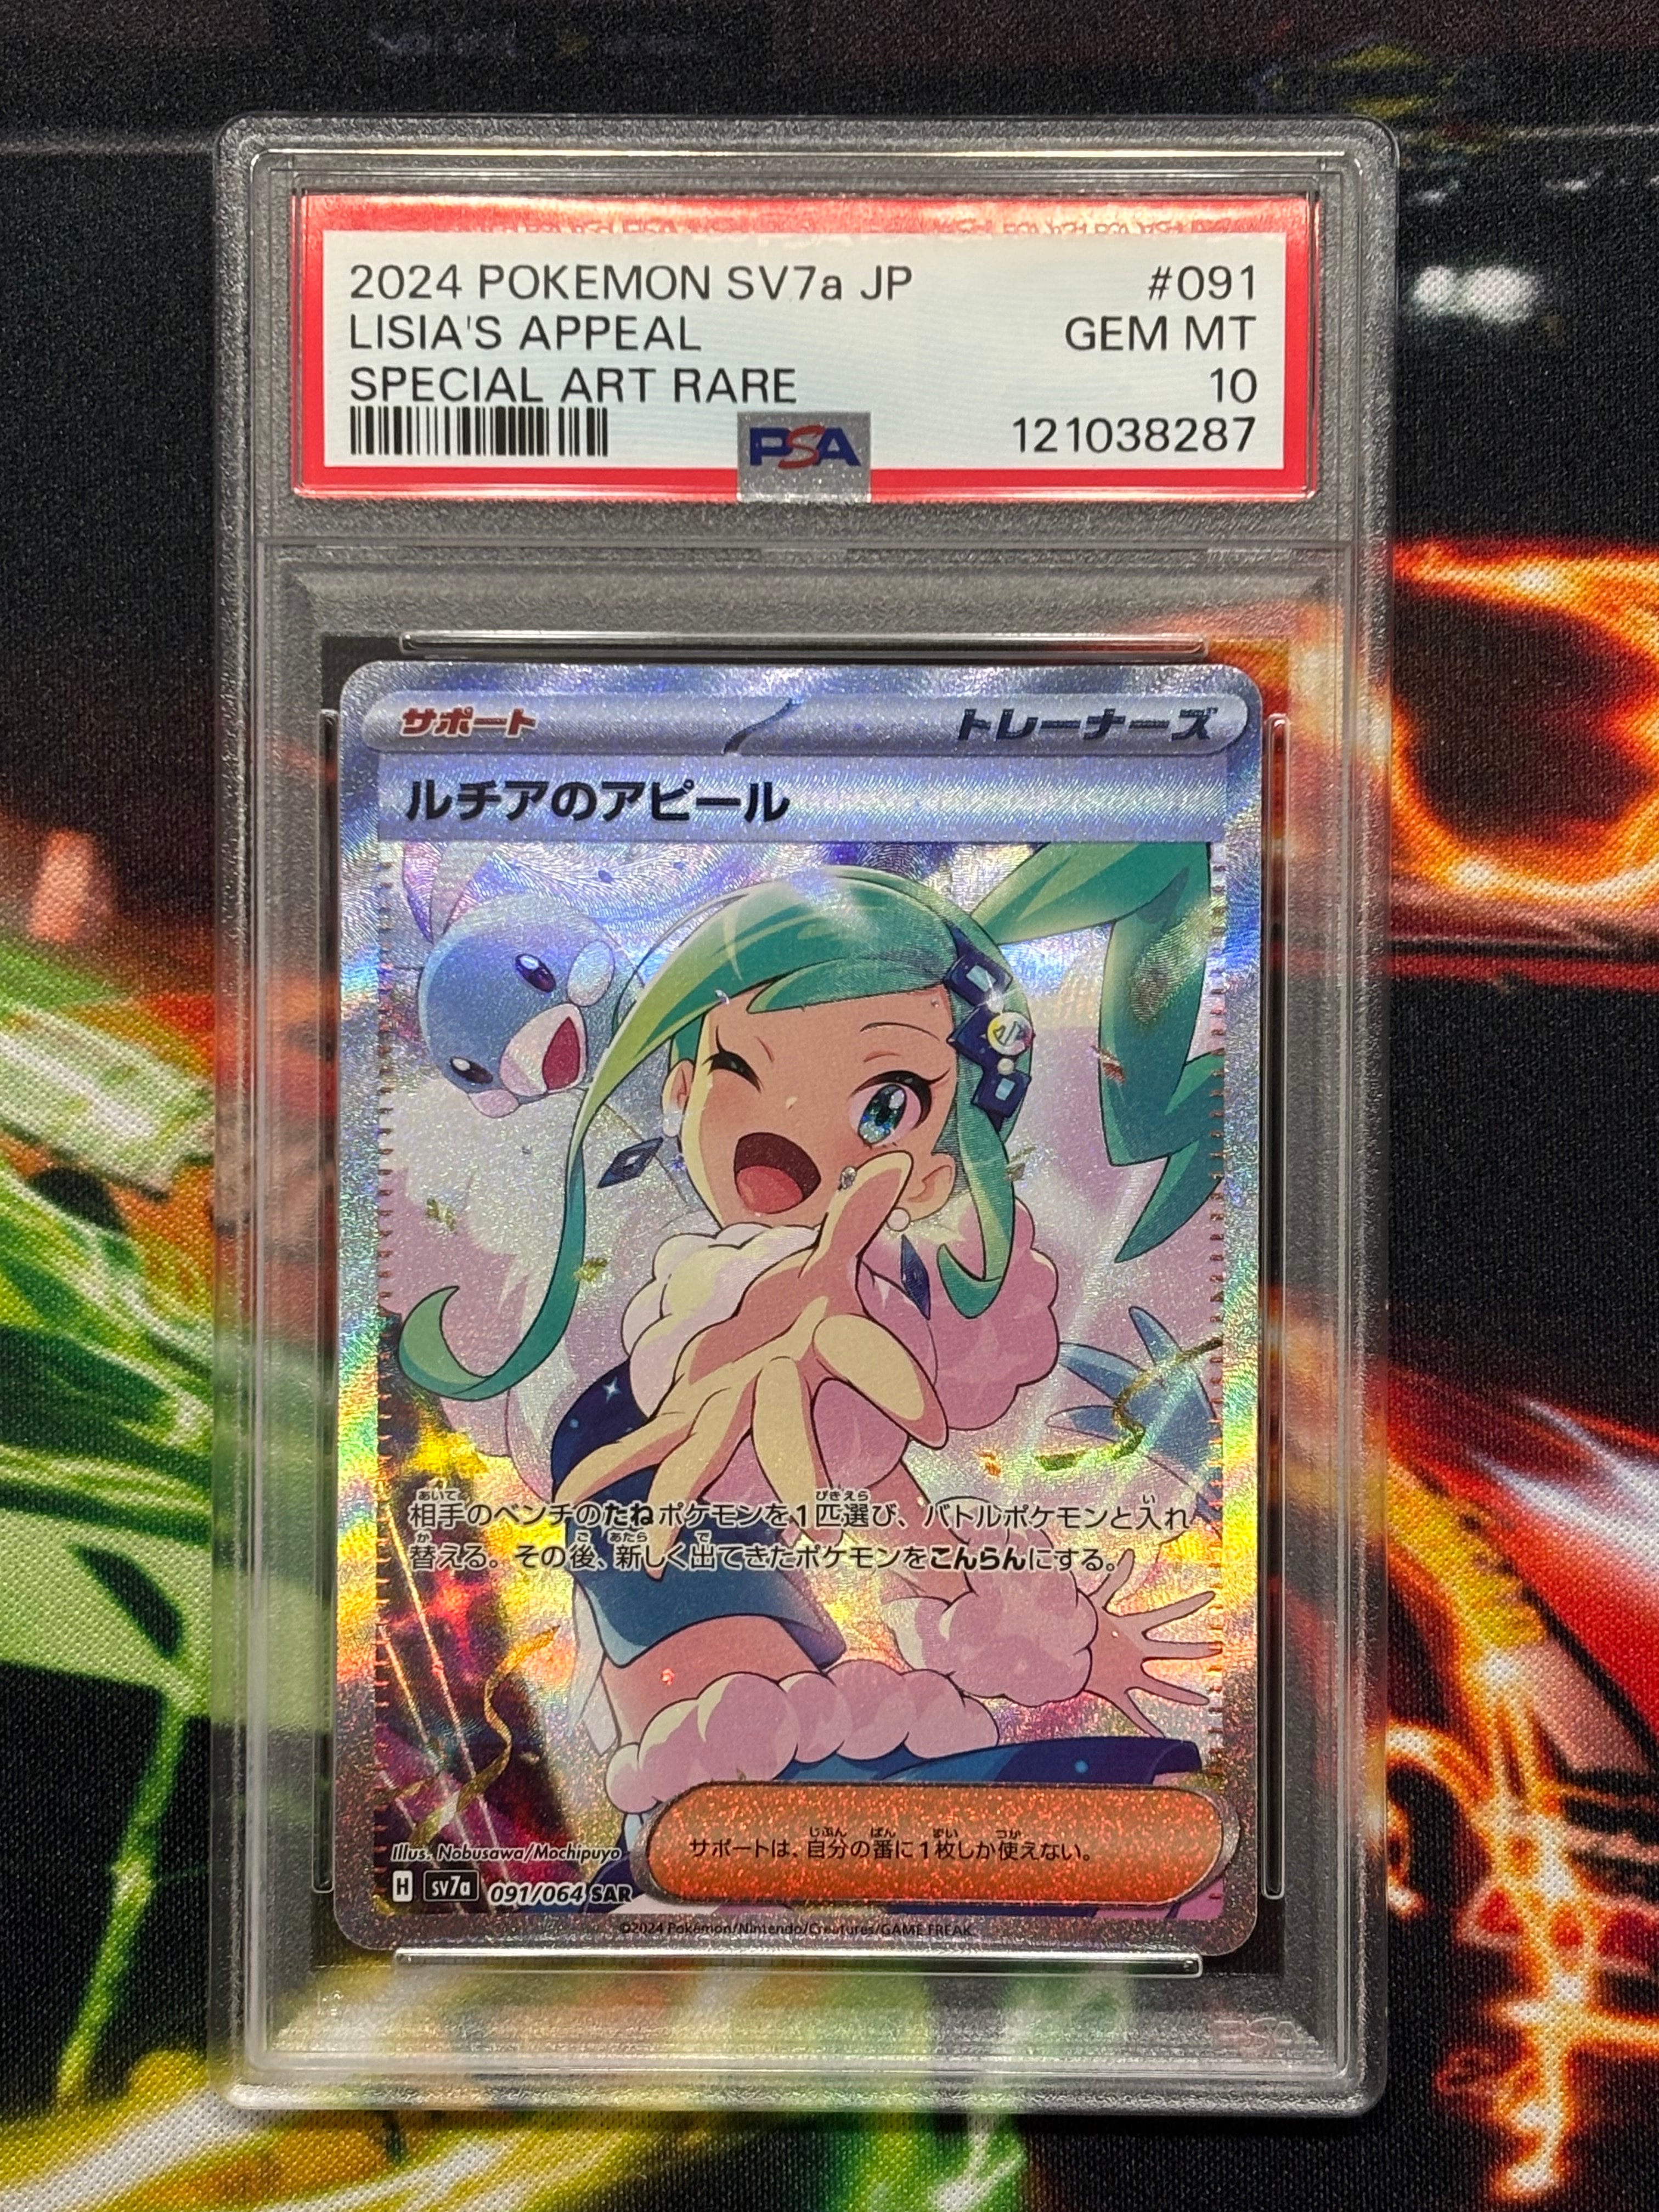 2024 POKEMON SV7a JP #091
LISIA'S APPEAL GEM MT
SPECIAL ART RARE 10
PSA 121038287
サポート トレーナーズ
ルチアのアピール
相手のベンチのたねポケモンを1匹選び、バトルポケモンと入れ
替える。その後、新しく出てきたポケモンをこんらんにする。
サポートは、自分の番に1枚しか使えない。
Illus. Nobusawa/Mochipuyo
H sv7a 091/064 SAR
©2024 Pokémon/Nintendo/Creatures/GAME FREAK